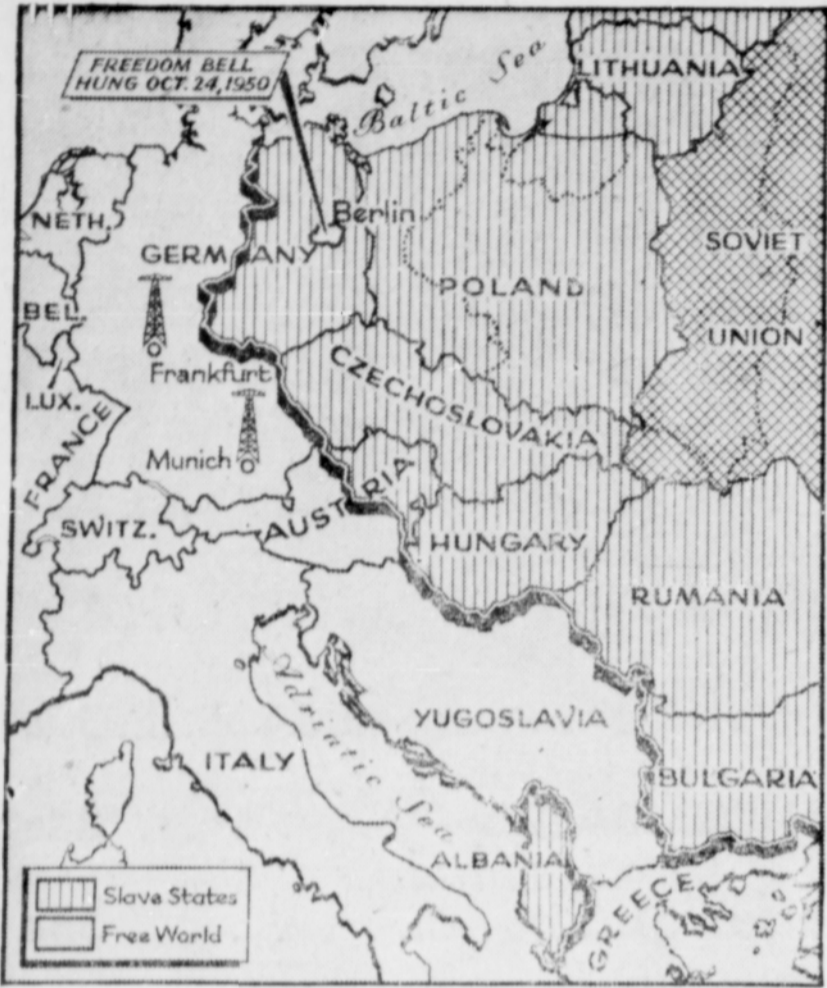 FREEDOM BELL
HUNG OCT. 24, 1950
Baltic Sea
LITHUANIA
NETH.
Berlin
GERMANY
SOVIET
UNION
POLAND
BEL.
Frankfurt
LUX.
CZECHOSLOVAKIA
FRANCE
Munich
AUSTRIA
SWITZ.
HUNGARY
RUMANIA
Adriatic Sea
YUGOSLAVIA
ITALY
BULGARIA
ALBANIA
GREECE
Slave States
Free World